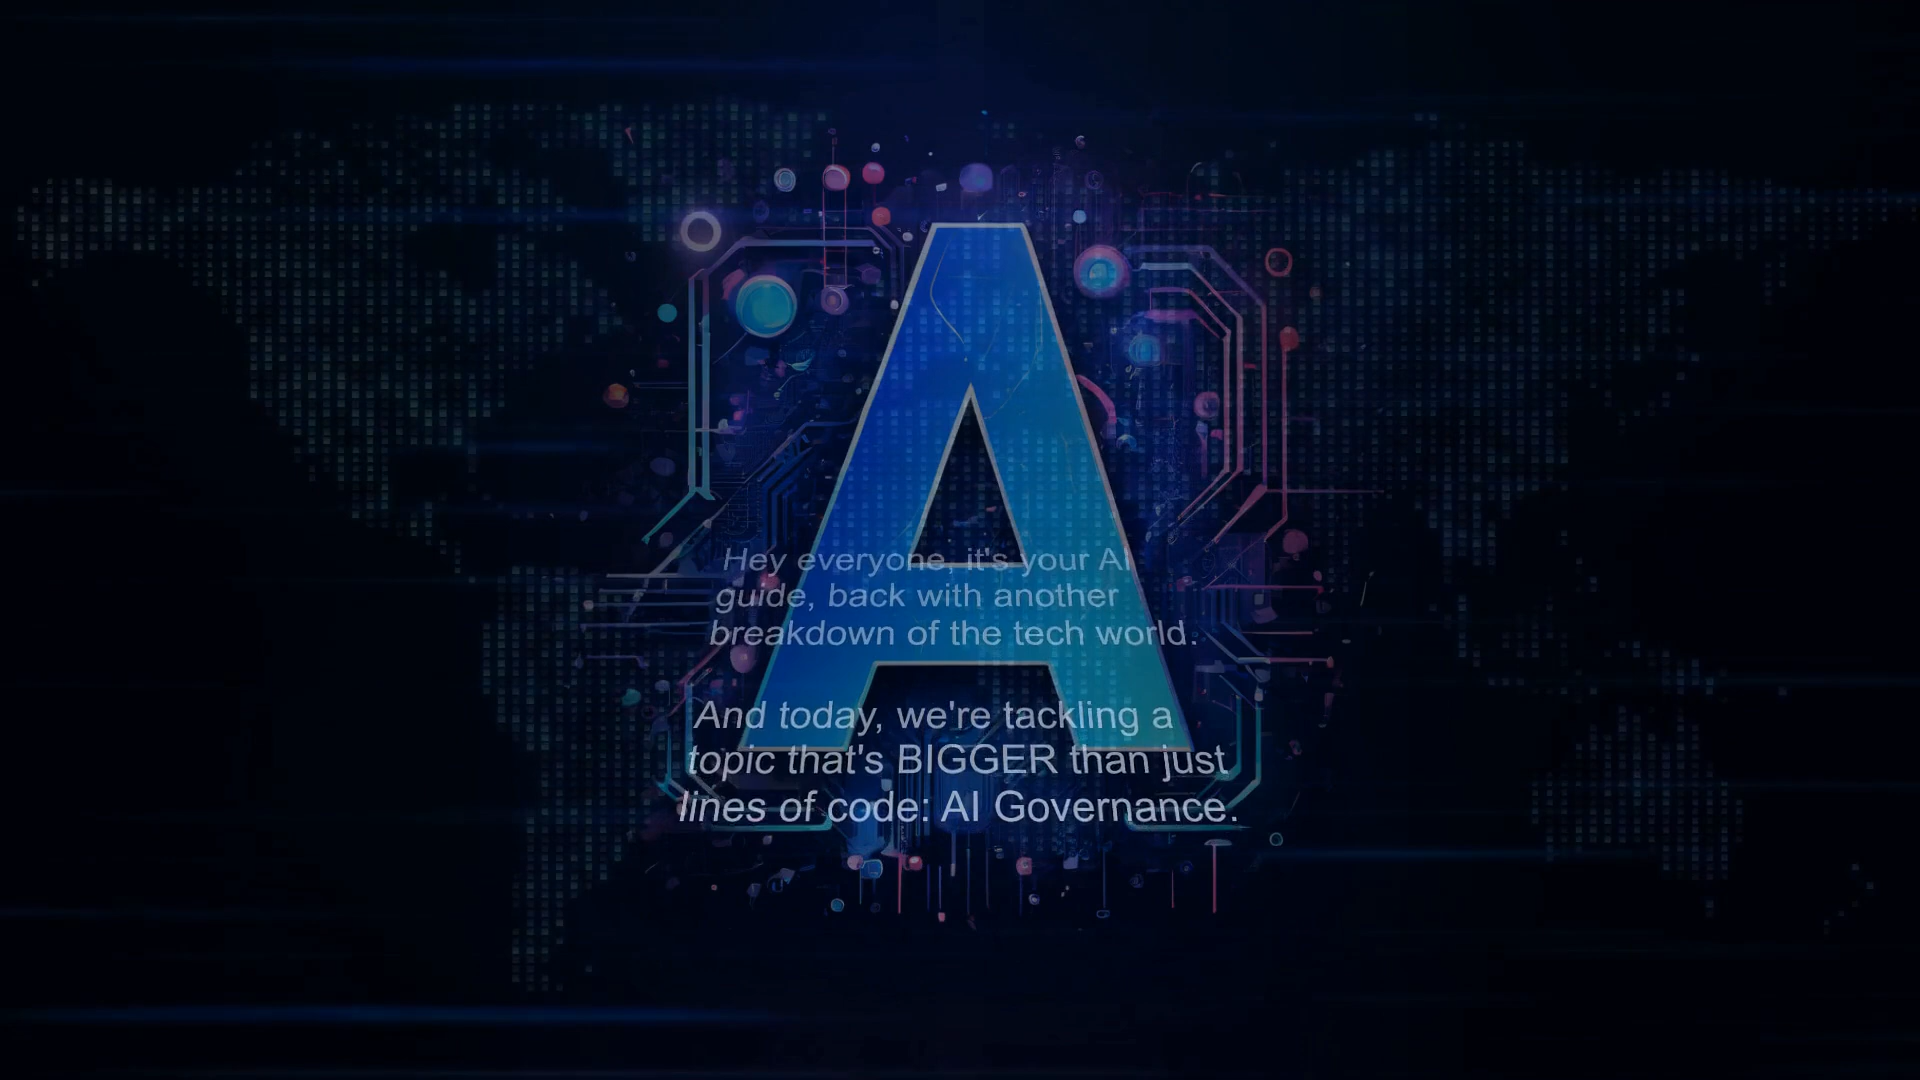 A
Hey everyone, it's your AI
guide, back with another
breakdown of the tech world.
And today, we're tackling a
topic that's BIGGER than just
lines of code: AI Governance.